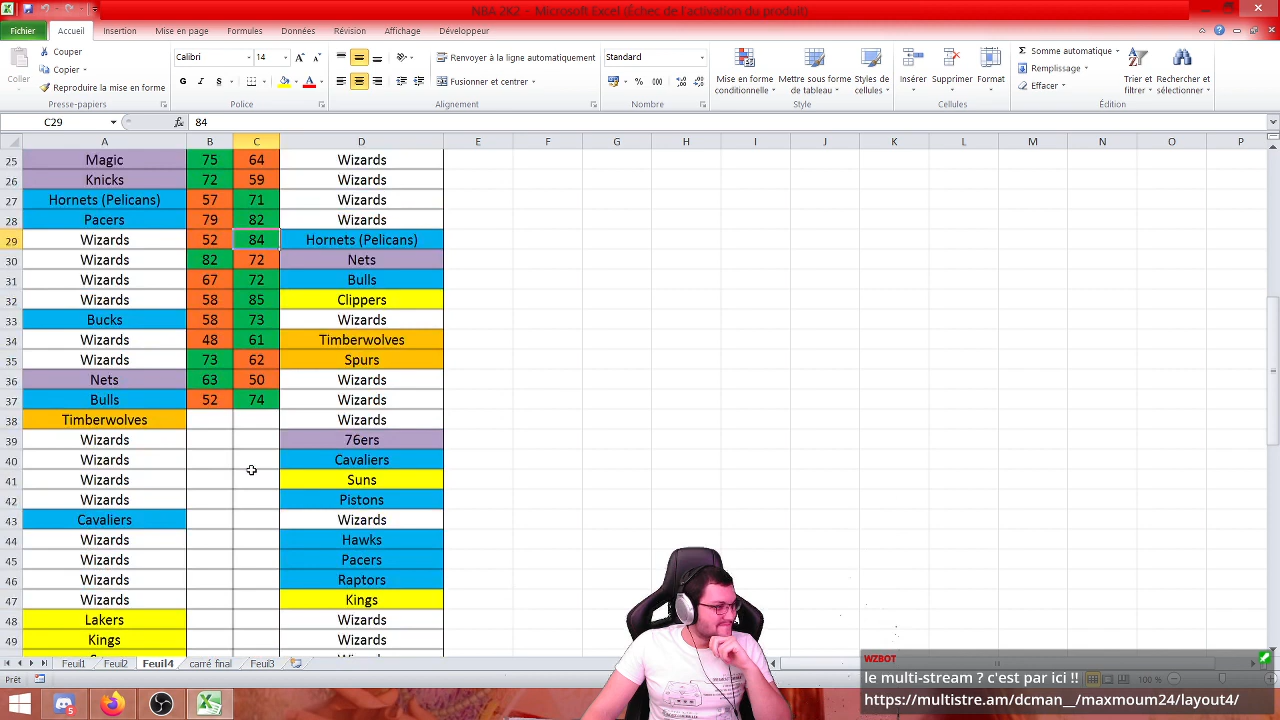 NBA 2K2 - Microsoft Excel (Échec de l'activation du produit)
Fichier Accueil Insertion Mise en page Formules Données Révision Affichage Développeur
Coller
Couper
Copier
Reproduire la mise en forme
Presse-papiers
Calibri 14
G I S
Police
Renvoyer à la ligne automatiquement
Fusionner et centrer
Alignement
Standard
Nombre
Mise en forme conditionnelle
Mettre sous forme de tableau
Styles de cellules
Style
Insérer Supprimer Format
Cellules
Somme automatique
Remplissage
Effacer
Trier et filtrer
Rechercher et sélectionner
Édition
C29 fx 84
A B C D E F G H I J K L M N O P
25 Magic 75 64 Wizards
26 Knicks 72 59 Wizards
27 Hornets (Pelicans) 57 71 Wizards
28 Pacers 79 82 Wizards
29 Wizards 52 84 Hornets (Pelicans)
30 Wizards 82 72 Nets
31 Wizards 67 72 Bulls
32 Wizards 58 85 Clippers
33 Bucks 58 73 Wizards
34 Wizards 48 61 Timberwolves
35 Wizards 73 62 Spurs
36 Nets 63 50 Wizards
37 Bulls 52 74 Wizards
38 Timberwolves Wizards
39 Wizards 76ers
40 Wizards Cavaliers
41 Wizards Suns
42 Wizards Pistons
43 Cavaliers Wizards
44 Wizards Hawks
45 Wizards Pacers
46 Wizards Raptors
47 Wizards Kings
48 Lakers Wizards
49 Kings Wizards
Feuil1 Feuil2 Feuil4 carré final Feuil3
Prêt
100 %
WZBOT
le multi-stream ? c'est par ici !!
https://multistre.am/dcman__/maxmoum24/layout4/